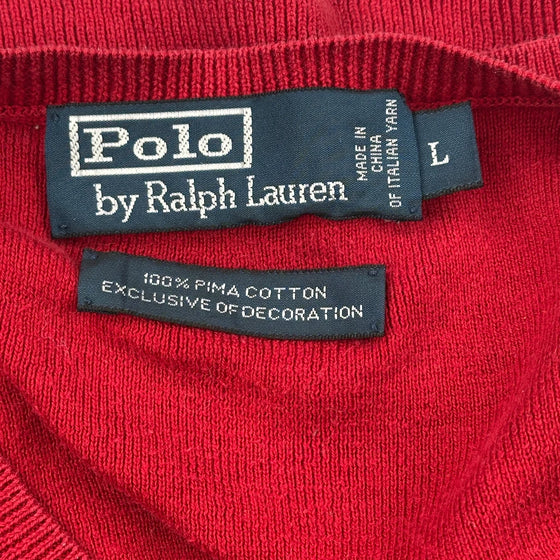 Polo
by Ralph Lauren
MADE IN
CHINA
OF ITALIAN YARN
L
100% PIMA COTTON
EXCLUSIVE OF DECORATION